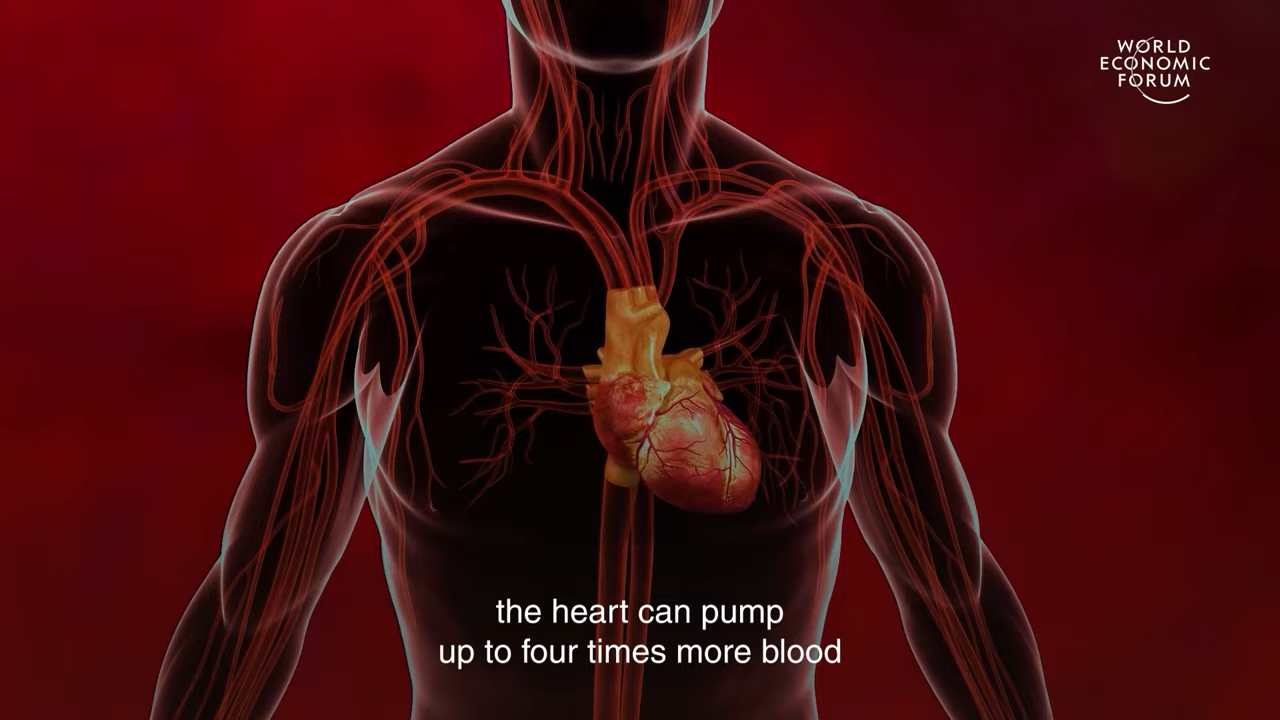 WORLD
ECONOMIC
FORUM
the heart can pump
up to four times more blood